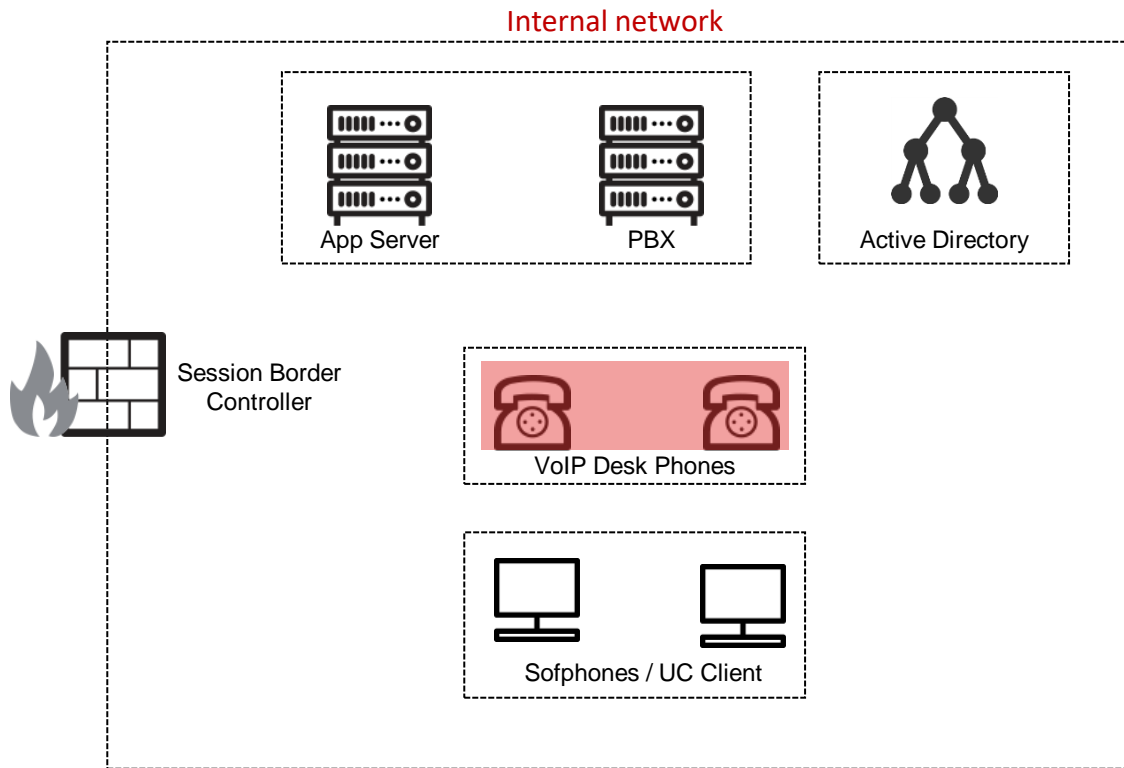 Internal network
App Server
PBX
Active Directory
Session Border
Controller
VoIP Desk Phones
Sofphones / UC Client